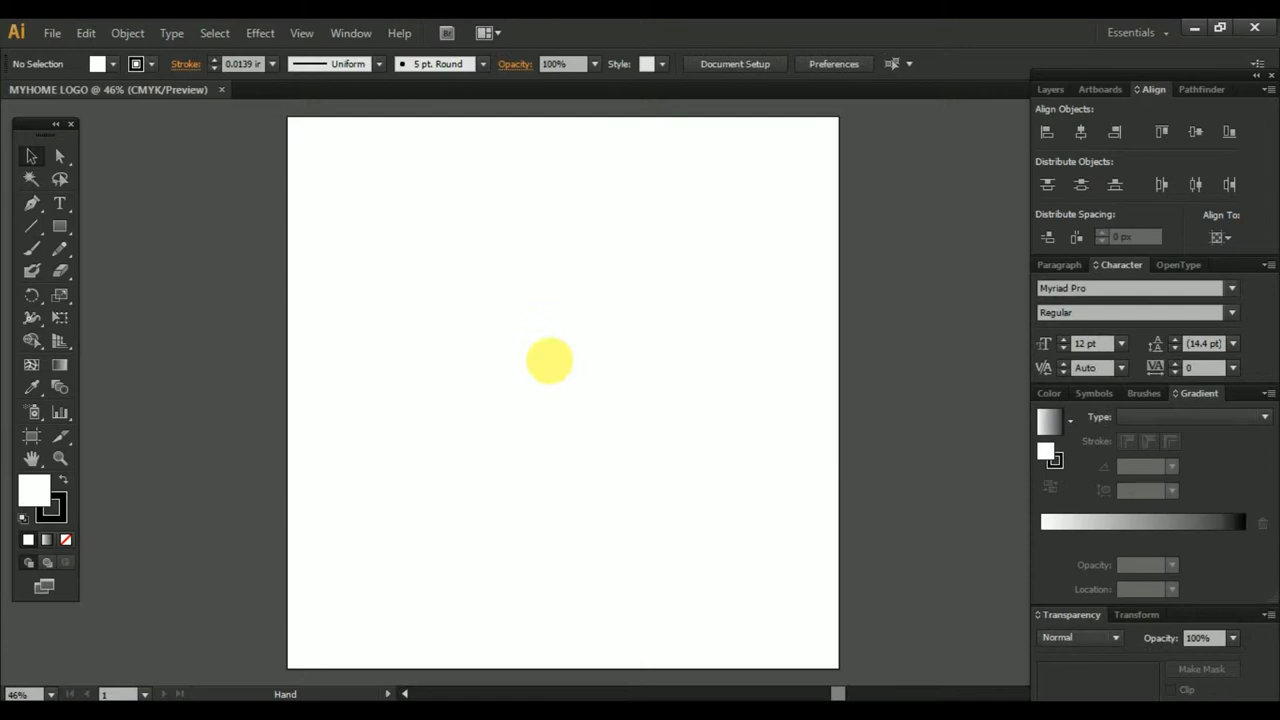 Ai File Edit Object Type Select Effect View Window Help Br Essentials
No Selection Stroke: 0.0139 in Uniform 5 pt. Round Opacity: 100% Style: Document Setup Preferences
MYHOME LOGO @ 46% (CMYK/Preview)
Layers Artboards Align Pathfinder
Align Objects:
Distribute Objects:
Distribute Spacing: Align To:
0 px
Paragraph Character OpenType
Myriad Pro
Regular
12 pt (14.4 pt)
Auto 0
Color Symbols Brushes Gradient
Type:
Stroke:
Opacity:
Location:
Transparency Transform
Normal Opacity: 100%
Make Mask
Clip
46% 1 Hand